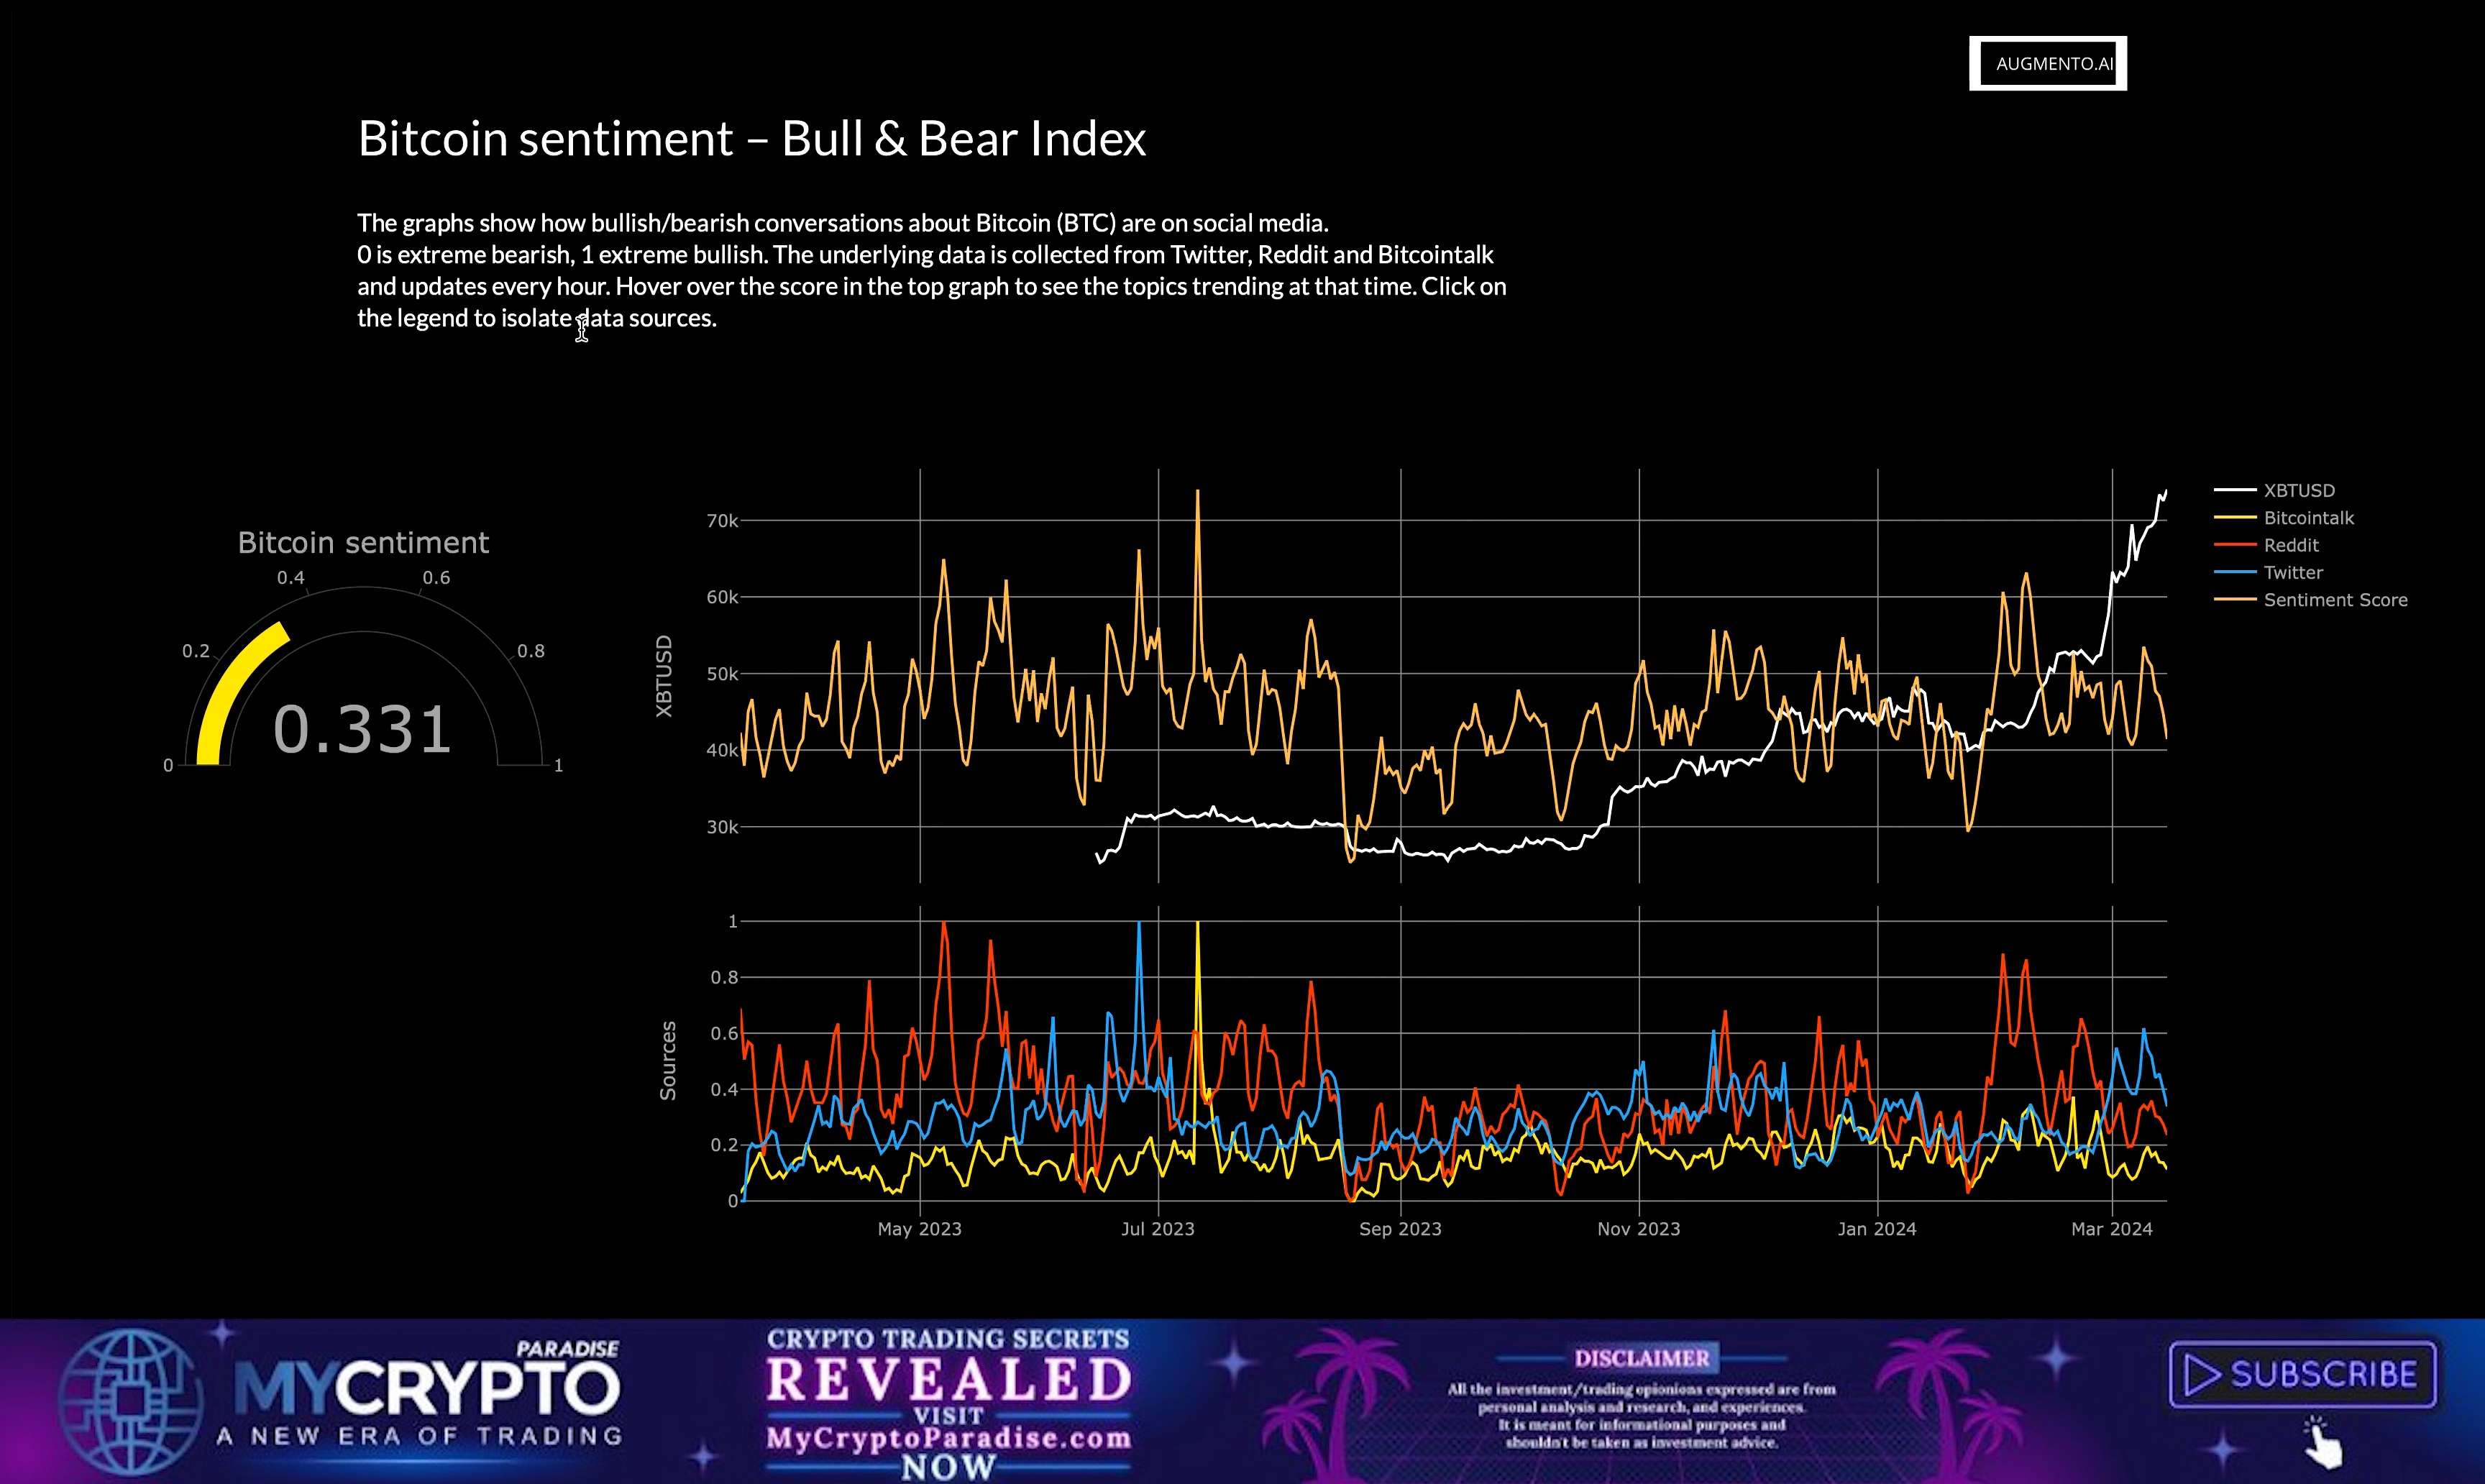 AUGMENTO.AI
Bitcoin sentiment – Bull & Bear Index
The graphs show how bullish/bearish conversations about Bitcoin (BTC) are on social media.
0 is extreme bearish, 1 extreme bullish. The underlying data is collected from Twitter, Reddit and Bitcointalk
and updates every hour. Hover over the score in the top graph to see the topics trending at that time. Click on
the legend to isolate data sources.
Bitcoin sentiment
0.4
0.6
0.2
0.8
0
1
0.331
XBTUSD
70k
60k
50k
40k
30k
XBTUSD
Bitcointalk
Reddit
Twitter
Sentiment Score
Sources
1
0.8
0.6
0.4
0.2
0
May 2023
Jul 2023
Sep 2023
Nov 2023
Jan 2024
Mar 2024
PARADISE
MYCRYPTO
A NEW ERA OF TRADING
CRYPTO TRADING SECRETS
REVEALED
VISIT
MyCryptoParadise.com
NOW
DISCLAIMER
All the investment/trading opionions expressed are from
personal analysis and research, and experiences.
It is meant for informational purposes and
shouldn't be taken as investment advice.
SUBSCRIBE